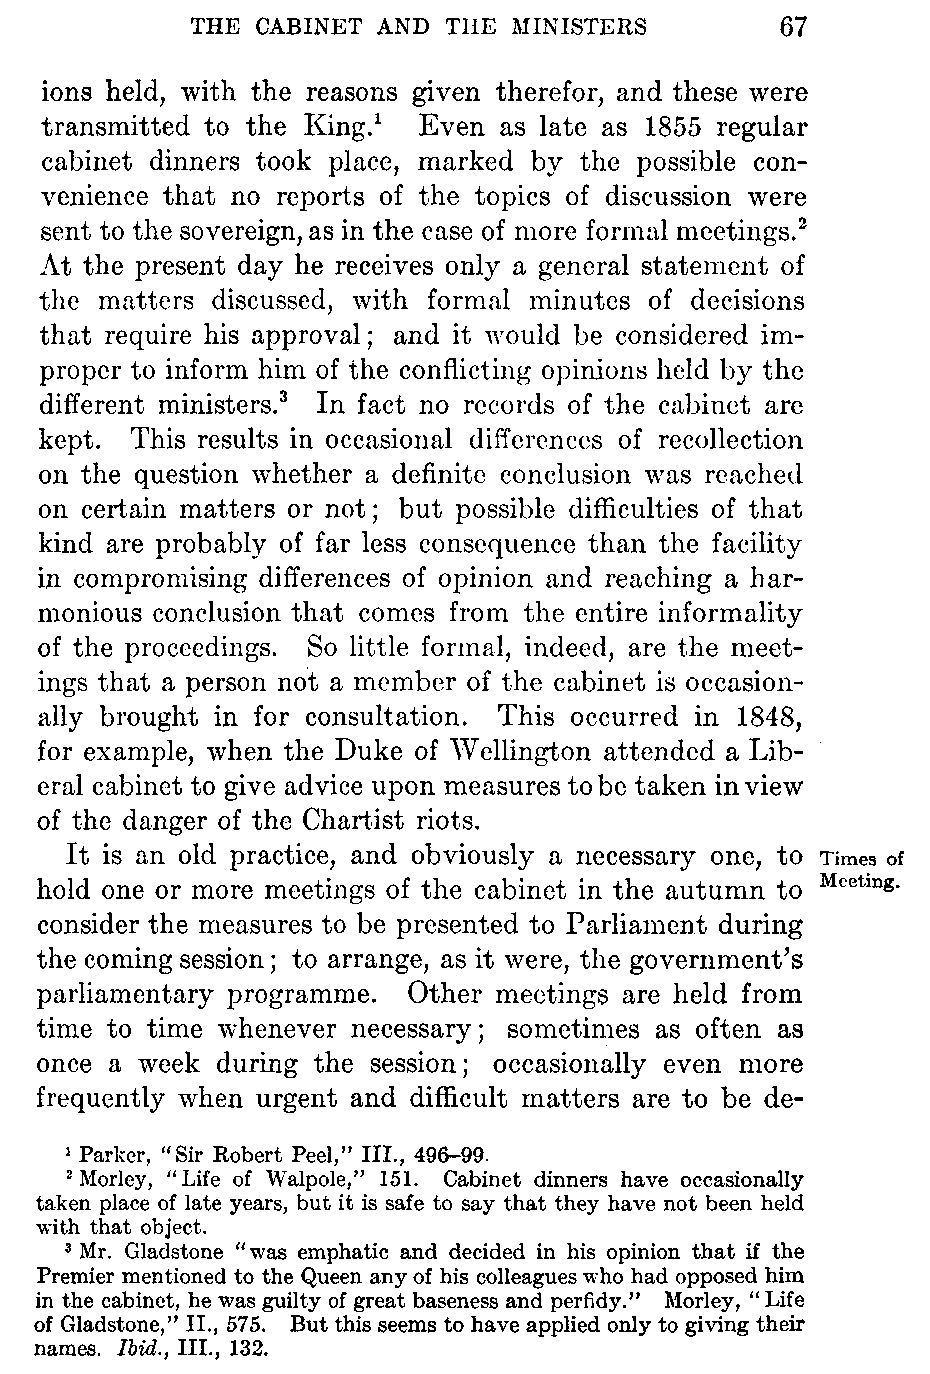 THE CABINET AND THE MINISTERS 67
ions held, with the reasons given therefor, and these were
transmitted to the King.¹ Even as late as 1855 regular
cabinet dinners took place, marked by the possible con-
venience that no reports of the topics of discussion were
sent to the sovereign, as in the case of more formal meetings.²
At the present day he receives only a general statement of
the matters discussed, with formal minutes of decisions
that require his approval; and it would be considered im-
proper to inform him of the conflicting opinions held by the
different ministers.³ In fact no records of the cabinet are
kept. This results in occasional differences of recollection
on the question whether a definite conclusion was reached
on certain matters or not; but possible difficulties of that
kind are probably of far less consequence than the facility
in compromising differences of opinion and reaching a har-
monious conclusion that comes from the entire informality
of the proceedings. So little formal, indeed, are the meet-
ings that a person not a member of the cabinet is occasion-
ally brought in for consultation. This occurred in 1848,
for example, when the Duke of Wellington attended a Lib-
eral cabinet to give advice upon measures to be taken in view
of the danger of the Chartist riots.
It is an old practice, and obviously a necessary one, to
hold one or more meetings of the cabinet in the autumn to
consider the measures to be presented to Parliament during
the coming session; to arrange, as it were, the government's
parliamentary programme. Other meetings are held from
time to time whenever necessary; sometimes as often as
once a week during the session; occasionally even more
frequently when urgent and difficult matters are to be de-
Times of
Meeting.
¹ Parker, "Sir Robert Peel," III., 496–99.
² Morley, "Life of Walpole," 151. Cabinet dinners have occasionally
taken place of late years, but it is safe to say that they have not been held
with that object.
³ Mr. Gladstone "was emphatic and decided in his opinion that if the
Premier mentioned to the Queen any of his colleagues who had opposed him
in the cabinet, he was guilty of great baseness and perfidy." Morley, "Life
of Gladstone," II., 575. But this seems to have applied only to giving their
names. Ibid., III., 132.